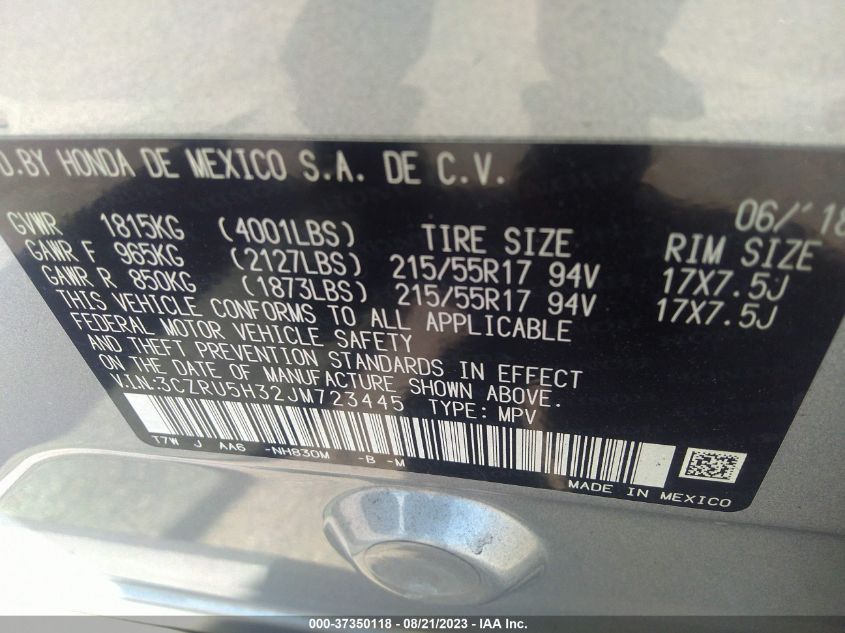 D.BY HONDA DE MEXICO S.A. DE C.V.
06/'18
GVWR 1815KG (4001LBS) TIRE SIZE RIM SIZE
GAWR F 965KG (2127LBS) 215/55R17 94V 17X7.5J
GAWR R 850KG (1873LBS) 215/55R17 94V 17X7.5J
THIS VEHICLE CONFORMS TO ALL APPLICABLE
FEDERAL MOTOR VEHICLE SAFETY
AND THEFT PREVENTION STANDARDS IN EFFECT
ON THE DATE OF MANUFACTURE SHOWN ABOVE.
V.I.N:3CZRU5H32JM723445 TYPE: MPV
T7W J AA6 -NH830M -B -M
MADE IN MEXICO
000-37350118 - 08/21/2023 - IAA Inc.